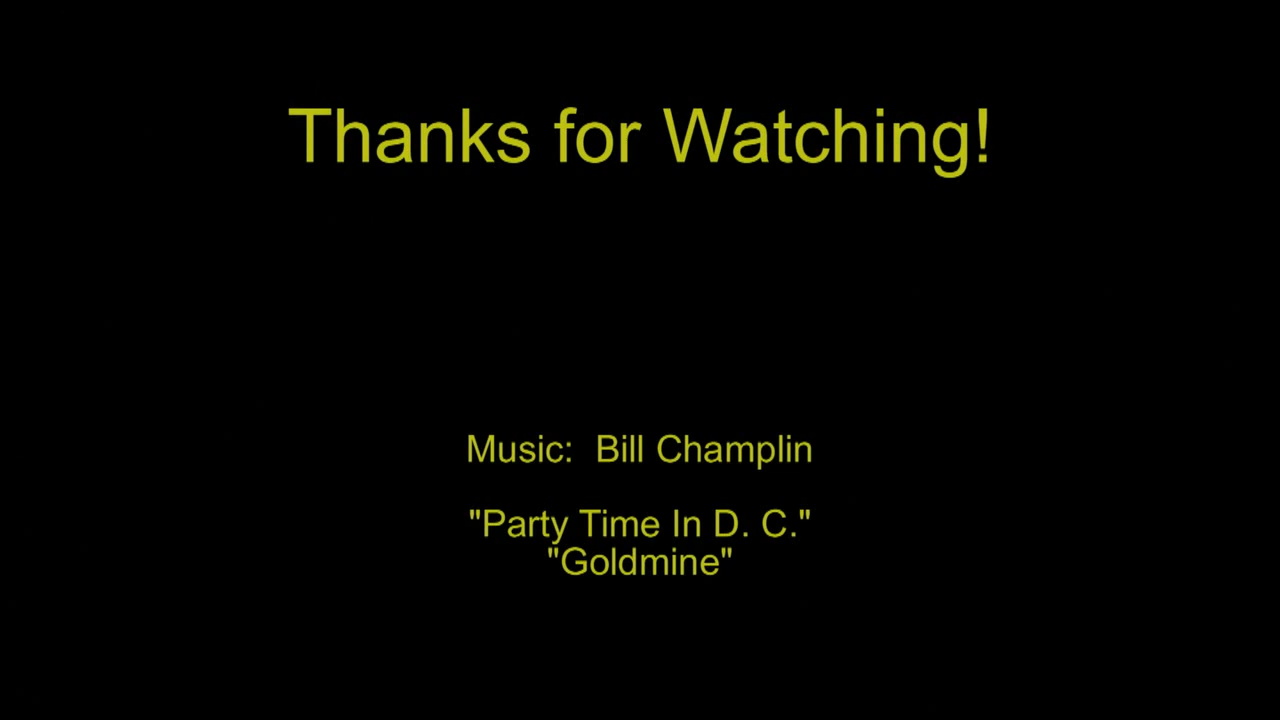 Thanks for Watching!
Music:  Bill Champlin
"Party Time In D. C."
"Goldmine"